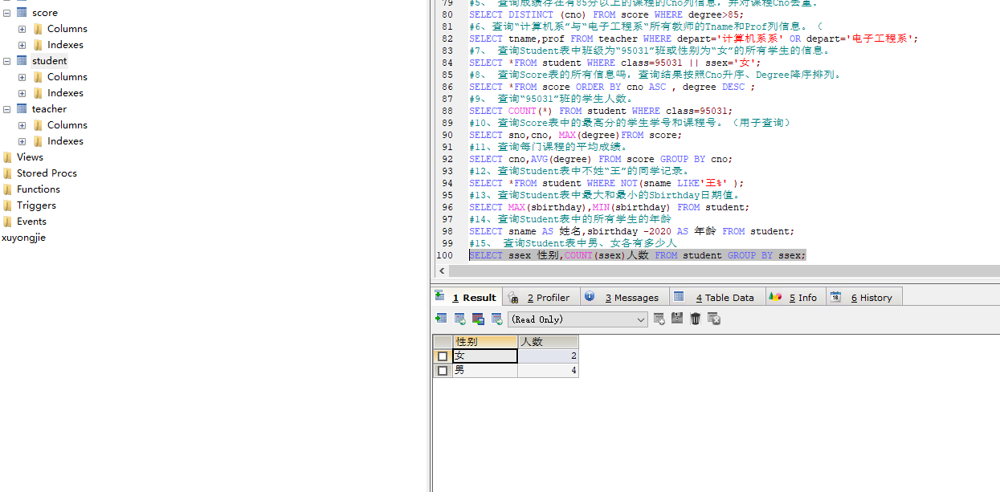 score
Columns
Indexes
student
Columns
Indexes
teacher
Columns
Indexes
Views
Stored Procs
Functions
Triggers
Events
xuyongjie
79 #5、 查询成绩存在有85分以上的课程的Cno列信息，并对课程Cno去重.
80 SELECT DISTINCT (cno) FROM score WHERE degree>85;
81 #6、查询“计算机系”与“电子工程系“所有教师的Tname和Prof列信息。（
82 SELECT tname,prof FROM teacher WHERE depart='计算机系系' OR depart='电子工程系';
83 #7、 查询Student表中班级为“95031”班或性别为“女”的所有学生的信息。
84 SELECT *FROM student WHERE class=95031 || ssex='女';
85 #8、 查询Score表的所有信息吗，查询结果按照Cno升序、Degree降序排列。
86 SELECT *FROM score ORDER BY cno ASC , degree DESC ;
87 #9、 查询“95031”班的学生人数。
88 SELECT COUNT(*) FROM student WHERE class=95031;
89 #10、查询Score表中的最高分的学生学号和课程号。（用子查询）
90 SELECT sno,cno, MAX(degree)FROM score;
91 #11、查询每门课程的平均成绩。
92 SELECT cno,AVG(degree) FROM score GROUP BY cno;
93 #12、查询Student表中不姓“王”的同学记录。
94 SELECT *FROM student WHERE NOT(sname LIKE'王%' );
95 #13、查询Student表中最大和最小的Sbirthday日期值。
96 SELECT MAX(sbirthday),MIN(sbirthday) FROM student;
97 #14、查询Student表中的所有学生的年龄
98 SELECT sname AS 姓名,sbirthday -2020 AS 年龄 FROM student;
99 #15、 查询Student表中男、女各有多少人
100 SELECT ssex 性别,COUNT(ssex)人数 FROM student GROUP BY ssex;
1 Result 2 Profiler 3 Messages 4 Table Data 5 Info 18 6 History
(Read Only)
性别 人数
女 2
男 4